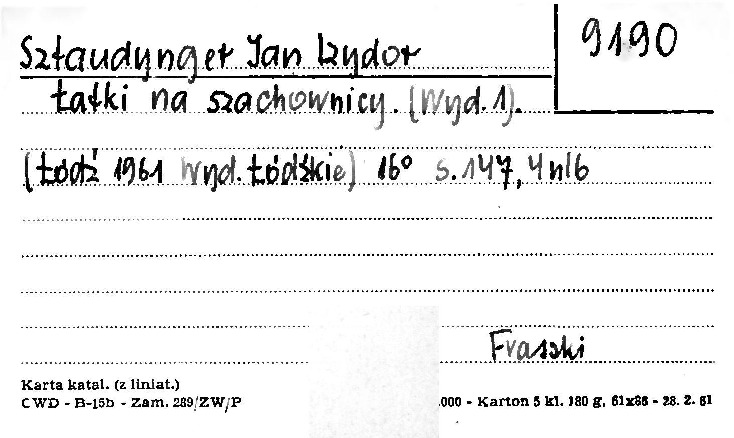 Sztaudynger Jan Izydor
9190
Łatki na szachownicy. (Wyd. 1).
(Łódź 1961 Wyd. Łódzkie) 16° s. 147, 4 nlb
Fraszki
Karta katal. (z liniat.)
CWD - B-15b - Zam. 289/ZW/P
.000 - Karton 5 kl. 180 g, 61x86 - 28. 2. 61